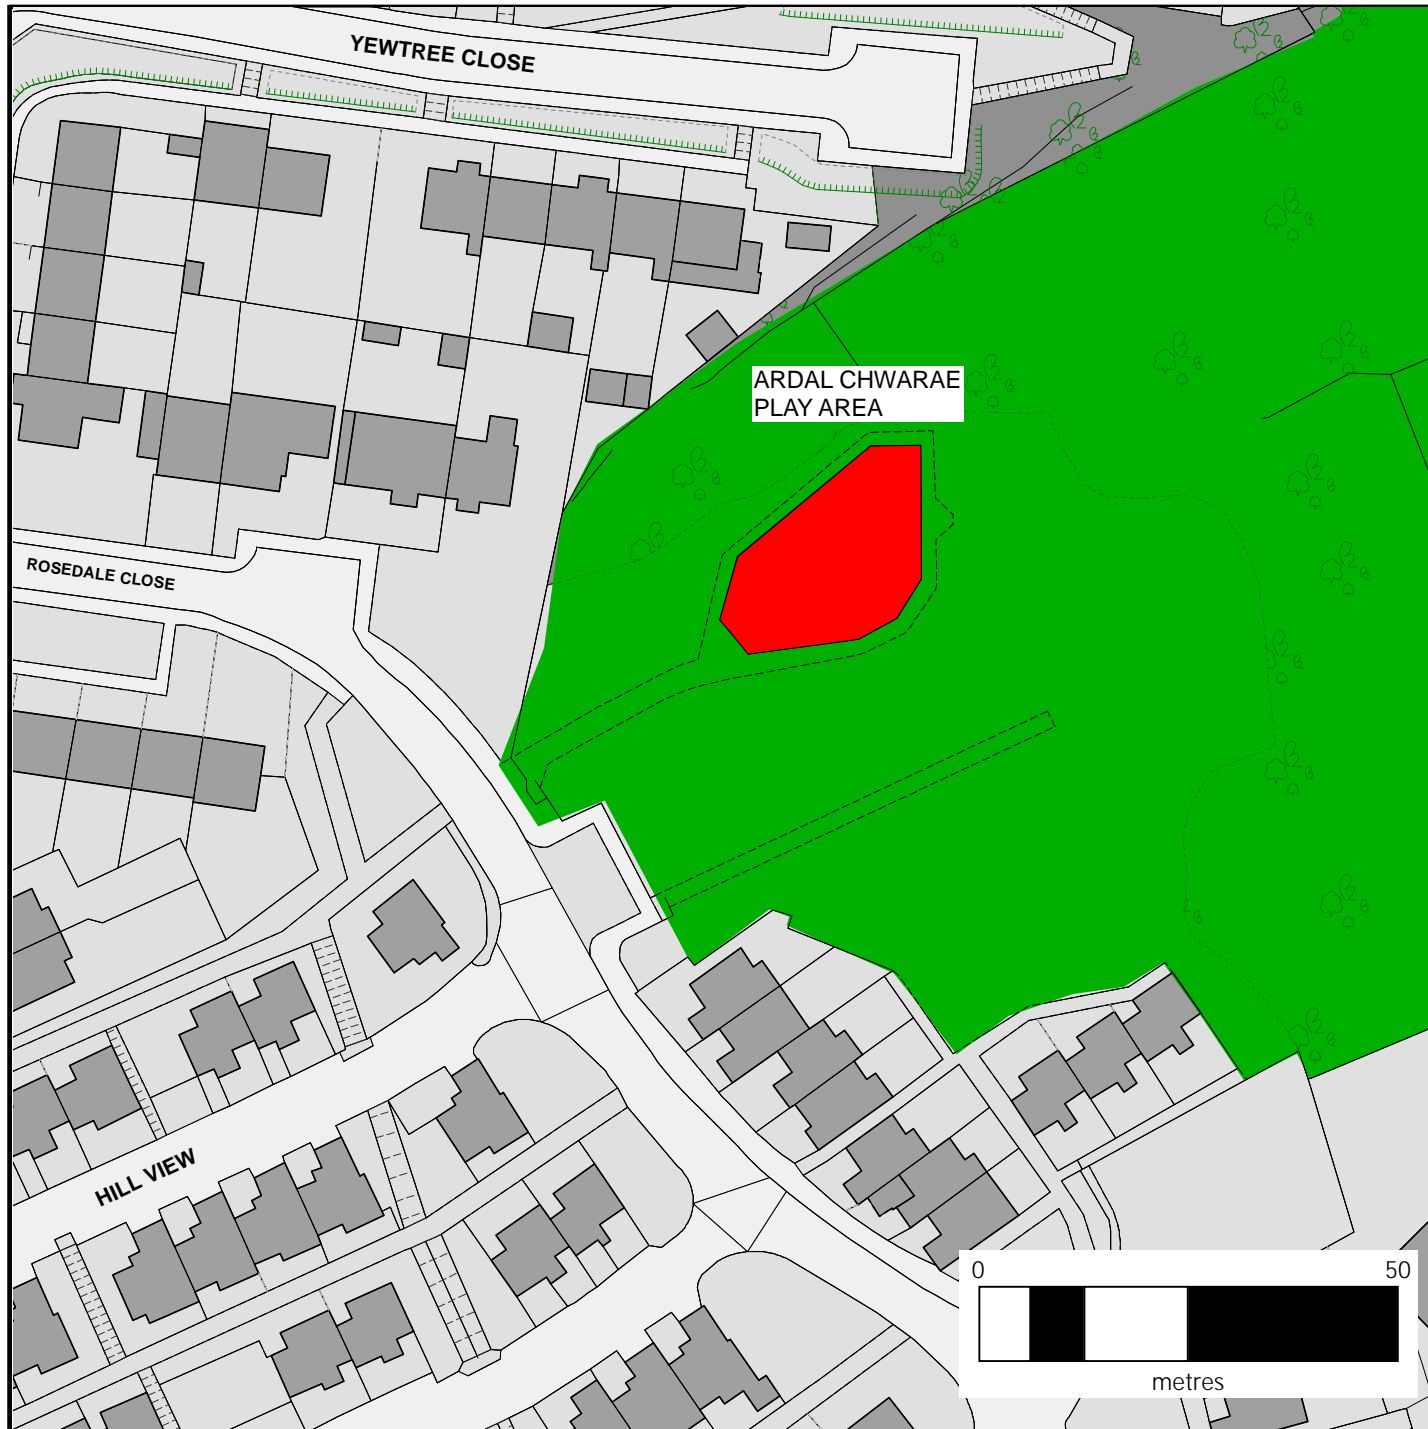 YEWTREE CLOSE
ARDAL CHWARAE
PLAY AREA
ROSEDALE CLOSE
HILL VIEW
0 50
metres